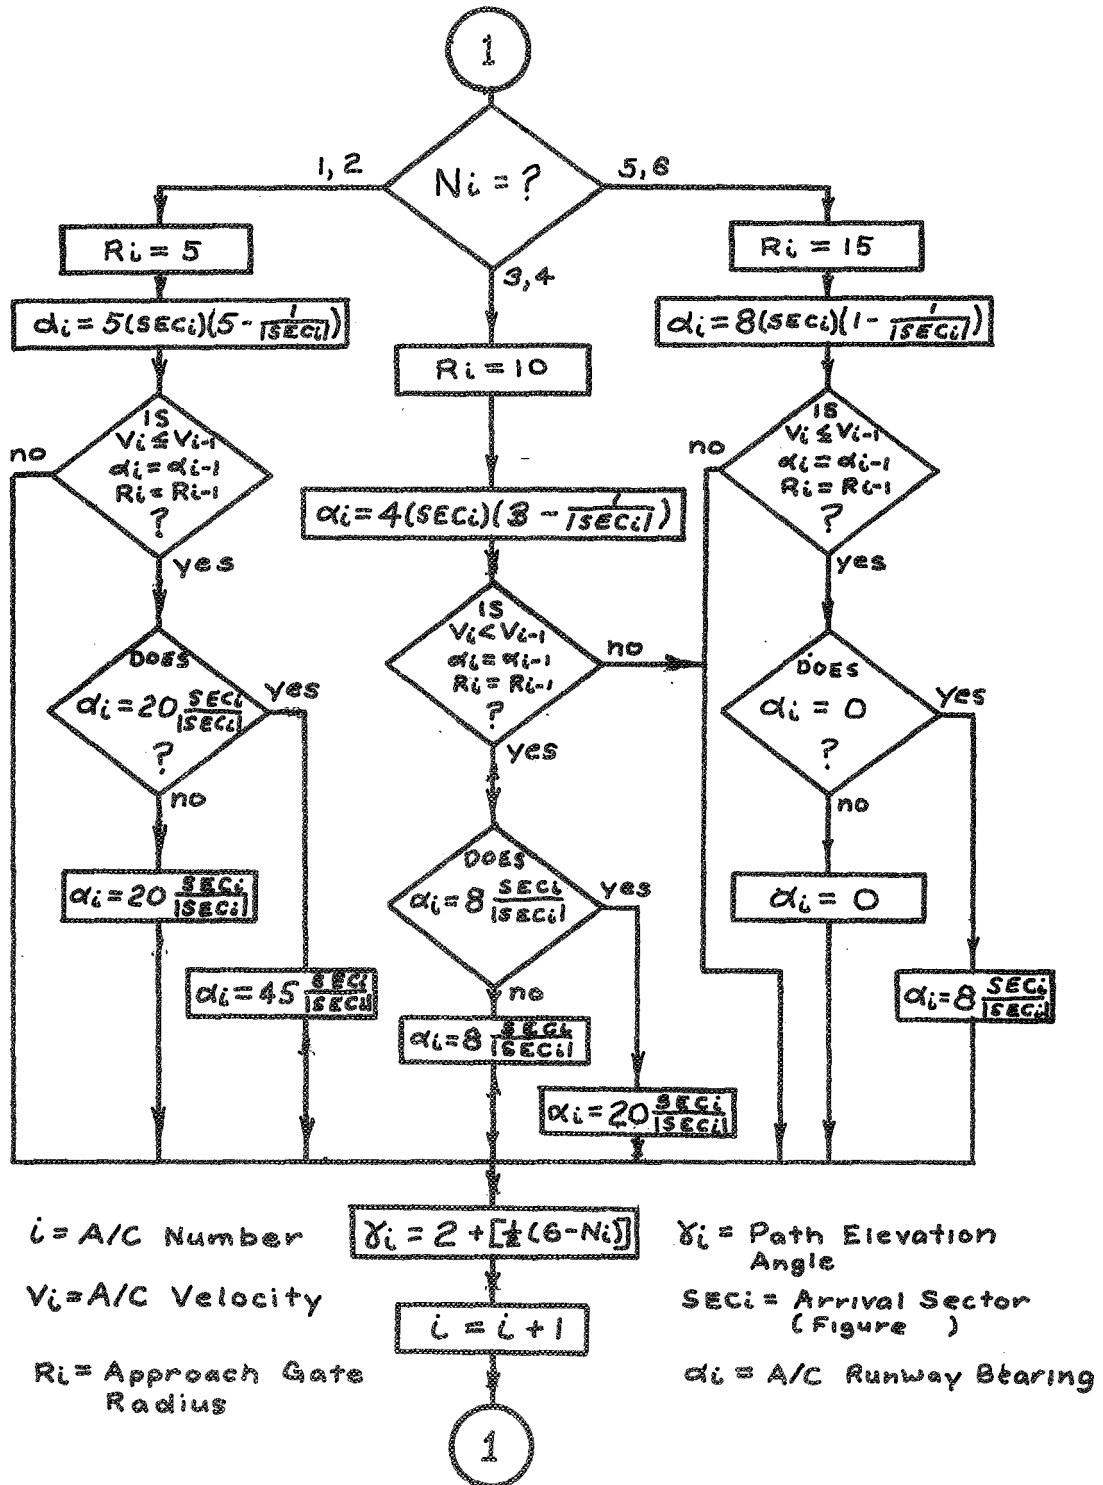 1
Ni = ?
1, 2
5, 6
3, 4
Ri = 5
αi = 5(SECi)(5 - 1/|SECi|)
IS
Vi ≤ Vi-1
αi = αi-1
Ri = Ri-1
?
no
yes
DOES
αi = 20 SECi/|SECi|
?
yes
no
αi = 20 SECi/|SECi|
αi = 45 SECi/|SECi|
Ri = 10
αi = 4(SECi)(3 - 1/|SECi|)
IS
Vi < Vi-1
αi = αi-1
Ri = Ri-1
?
no
yes
DOES
αi = 8 SECi/|SECi|
yes
no
αi = 8 SECi/|SECi|
αi = 20 SECi/|SECi|
Ri = 15
αi = 8(SECi)(1 - 1/|SECi|)
IS
Vi ≤ Vi-1
αi = αi-1
Ri = Ri-1
?
no
yes
DOES
αi = 0
?
yes
no
αi = 0
αi = 8 SECi/|SECi|
γi = 2 + [½(6-Ni)]
i = i + 1
1
i = A/C Number
Vi = A/C Velocity
Ri = Approach Gate
Radius
γi = Path Elevation
Angle
SECi = Arrival Sector
(Figure )
αi = A/C Runway Bearing